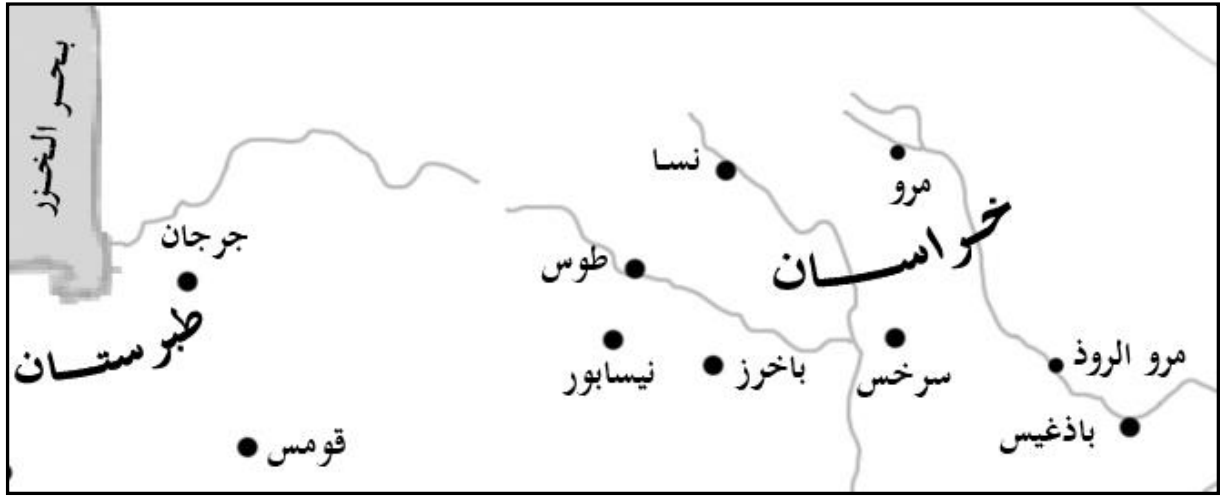 بحر الخزر
نسا
مرو
خراسان
جرجان
طوس
طبرستان
مرو الروذ
سرخس
باخرز
نيسابور
باذغيس
قومس